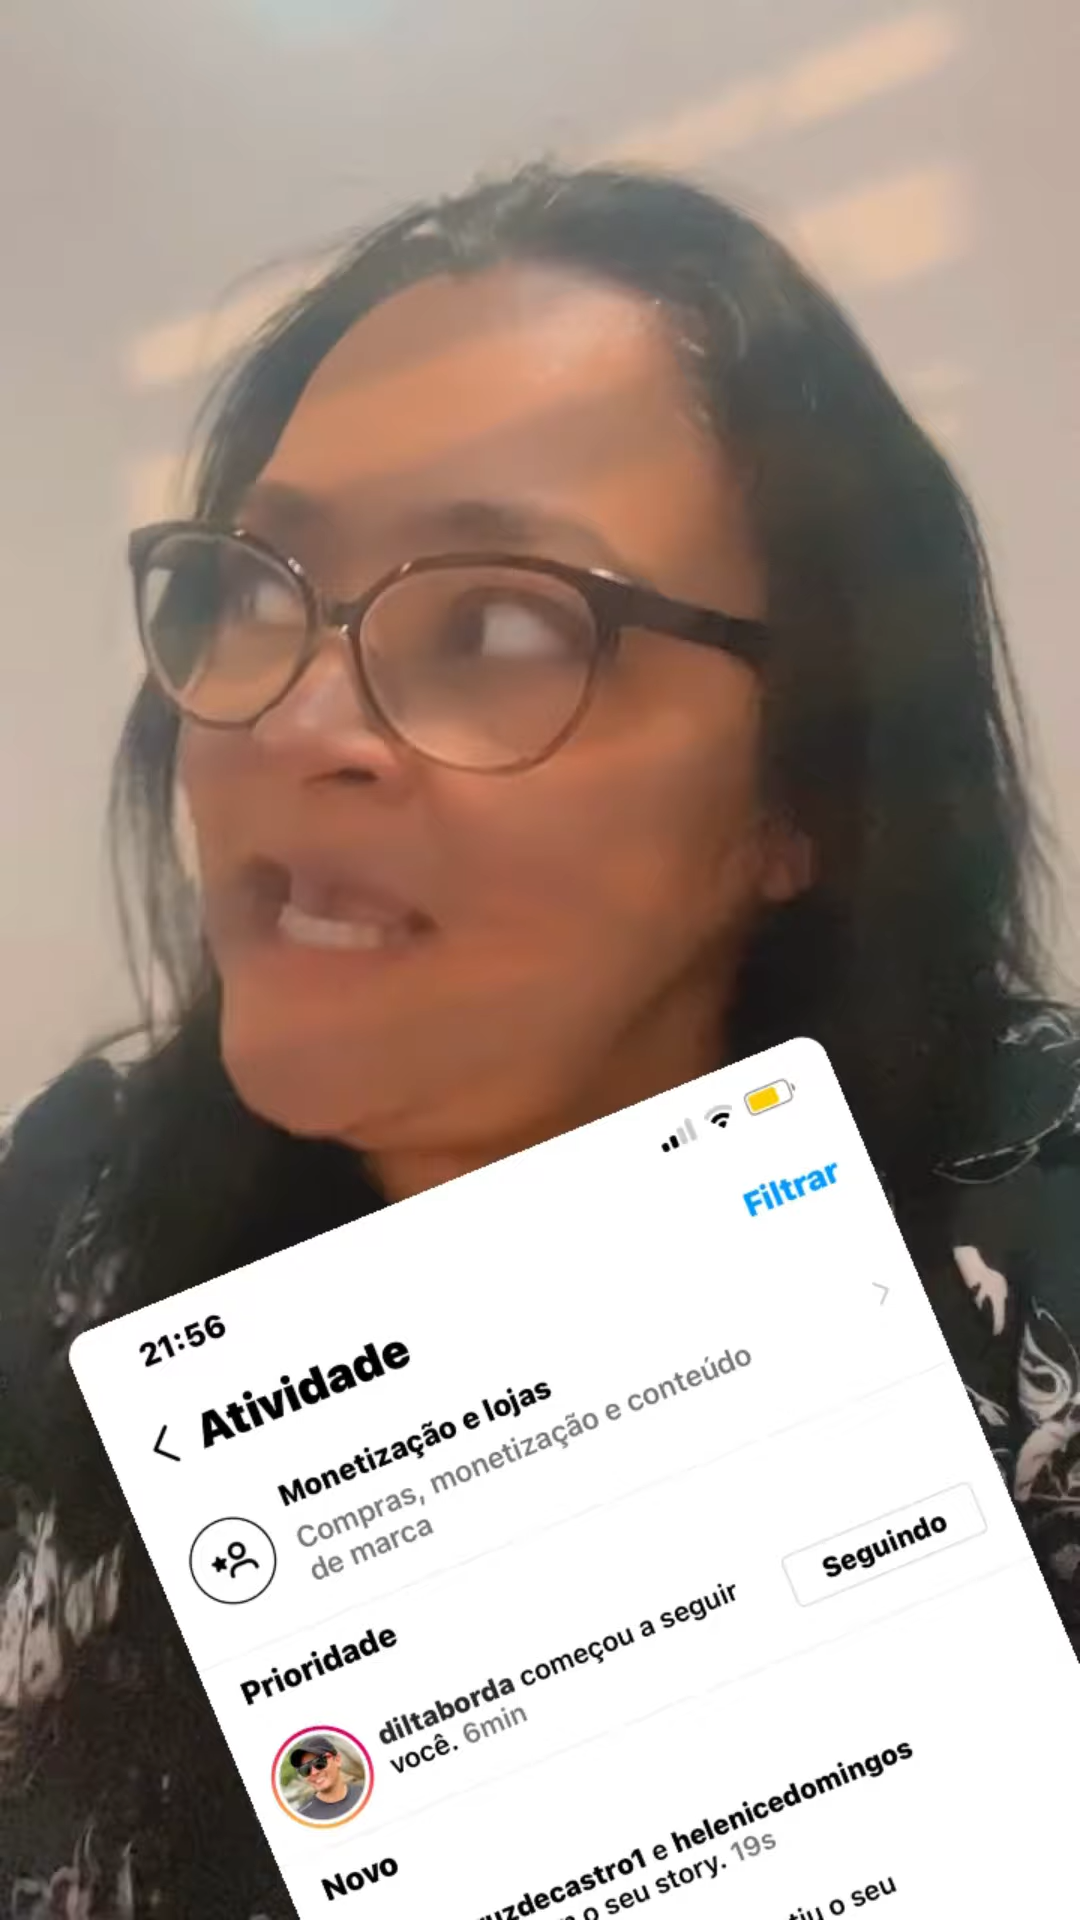 21:56
Atividade
Filtrar
Monetização e lojas
Compras, monetização e conteúdo
de marca
Prioridade
diltaborda começou a seguir
você. 6min
Seguindo
Novo
e helenicedomingos
o seu story. 19s
o seu